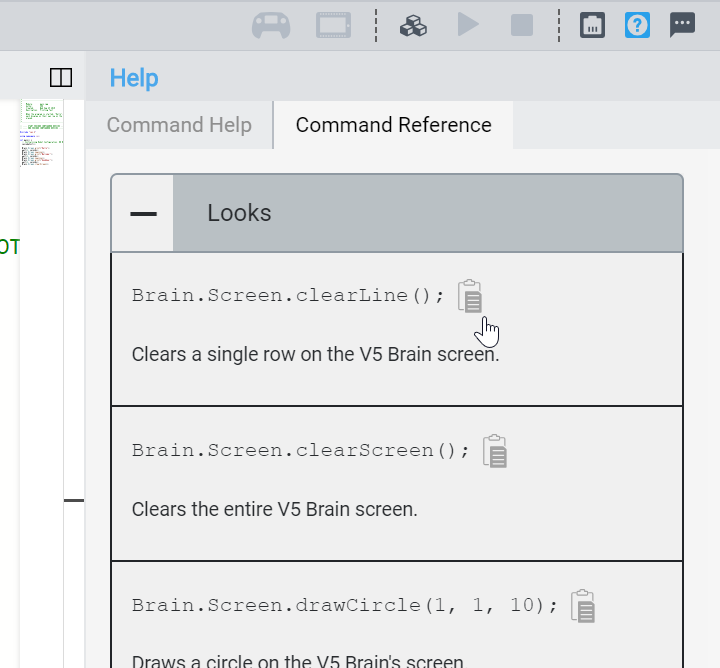 Help
Command Help
Command Reference
Looks
OT
Brain.Screen.clearLine();
Clears a single row on the V5 Brain screen.
Brain.Screen.clearScreen();
Clears the entire V5 Brain screen.
Brain.Screen.drawCircle(1, 1, 10);
Draws a circle on the V5 Brain's screen